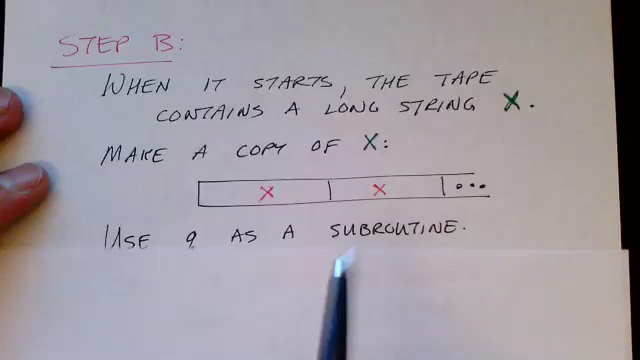 STEP B:
WHEN IT STARTS, THE TAPE
CONTAINS A LONG STRING X.
MAKE A COPY OF X:
X X ...
USE q AS A SUBROUTINE.